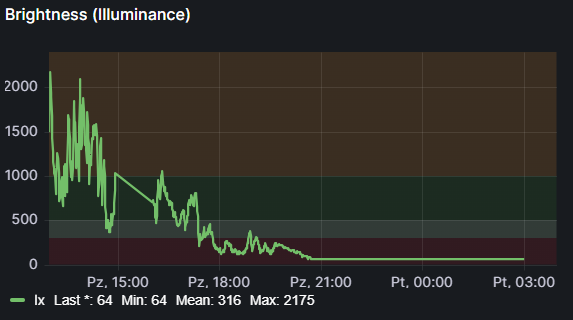 Brightness (Illuminance)
2000
1500
1000
500
0
Pz, 15:00 Pz, 18:00 Pz, 21:00 Pt, 00:00 Pt, 03:00
lx Last *: 64 Min: 64 Mean: 316 Max: 2175